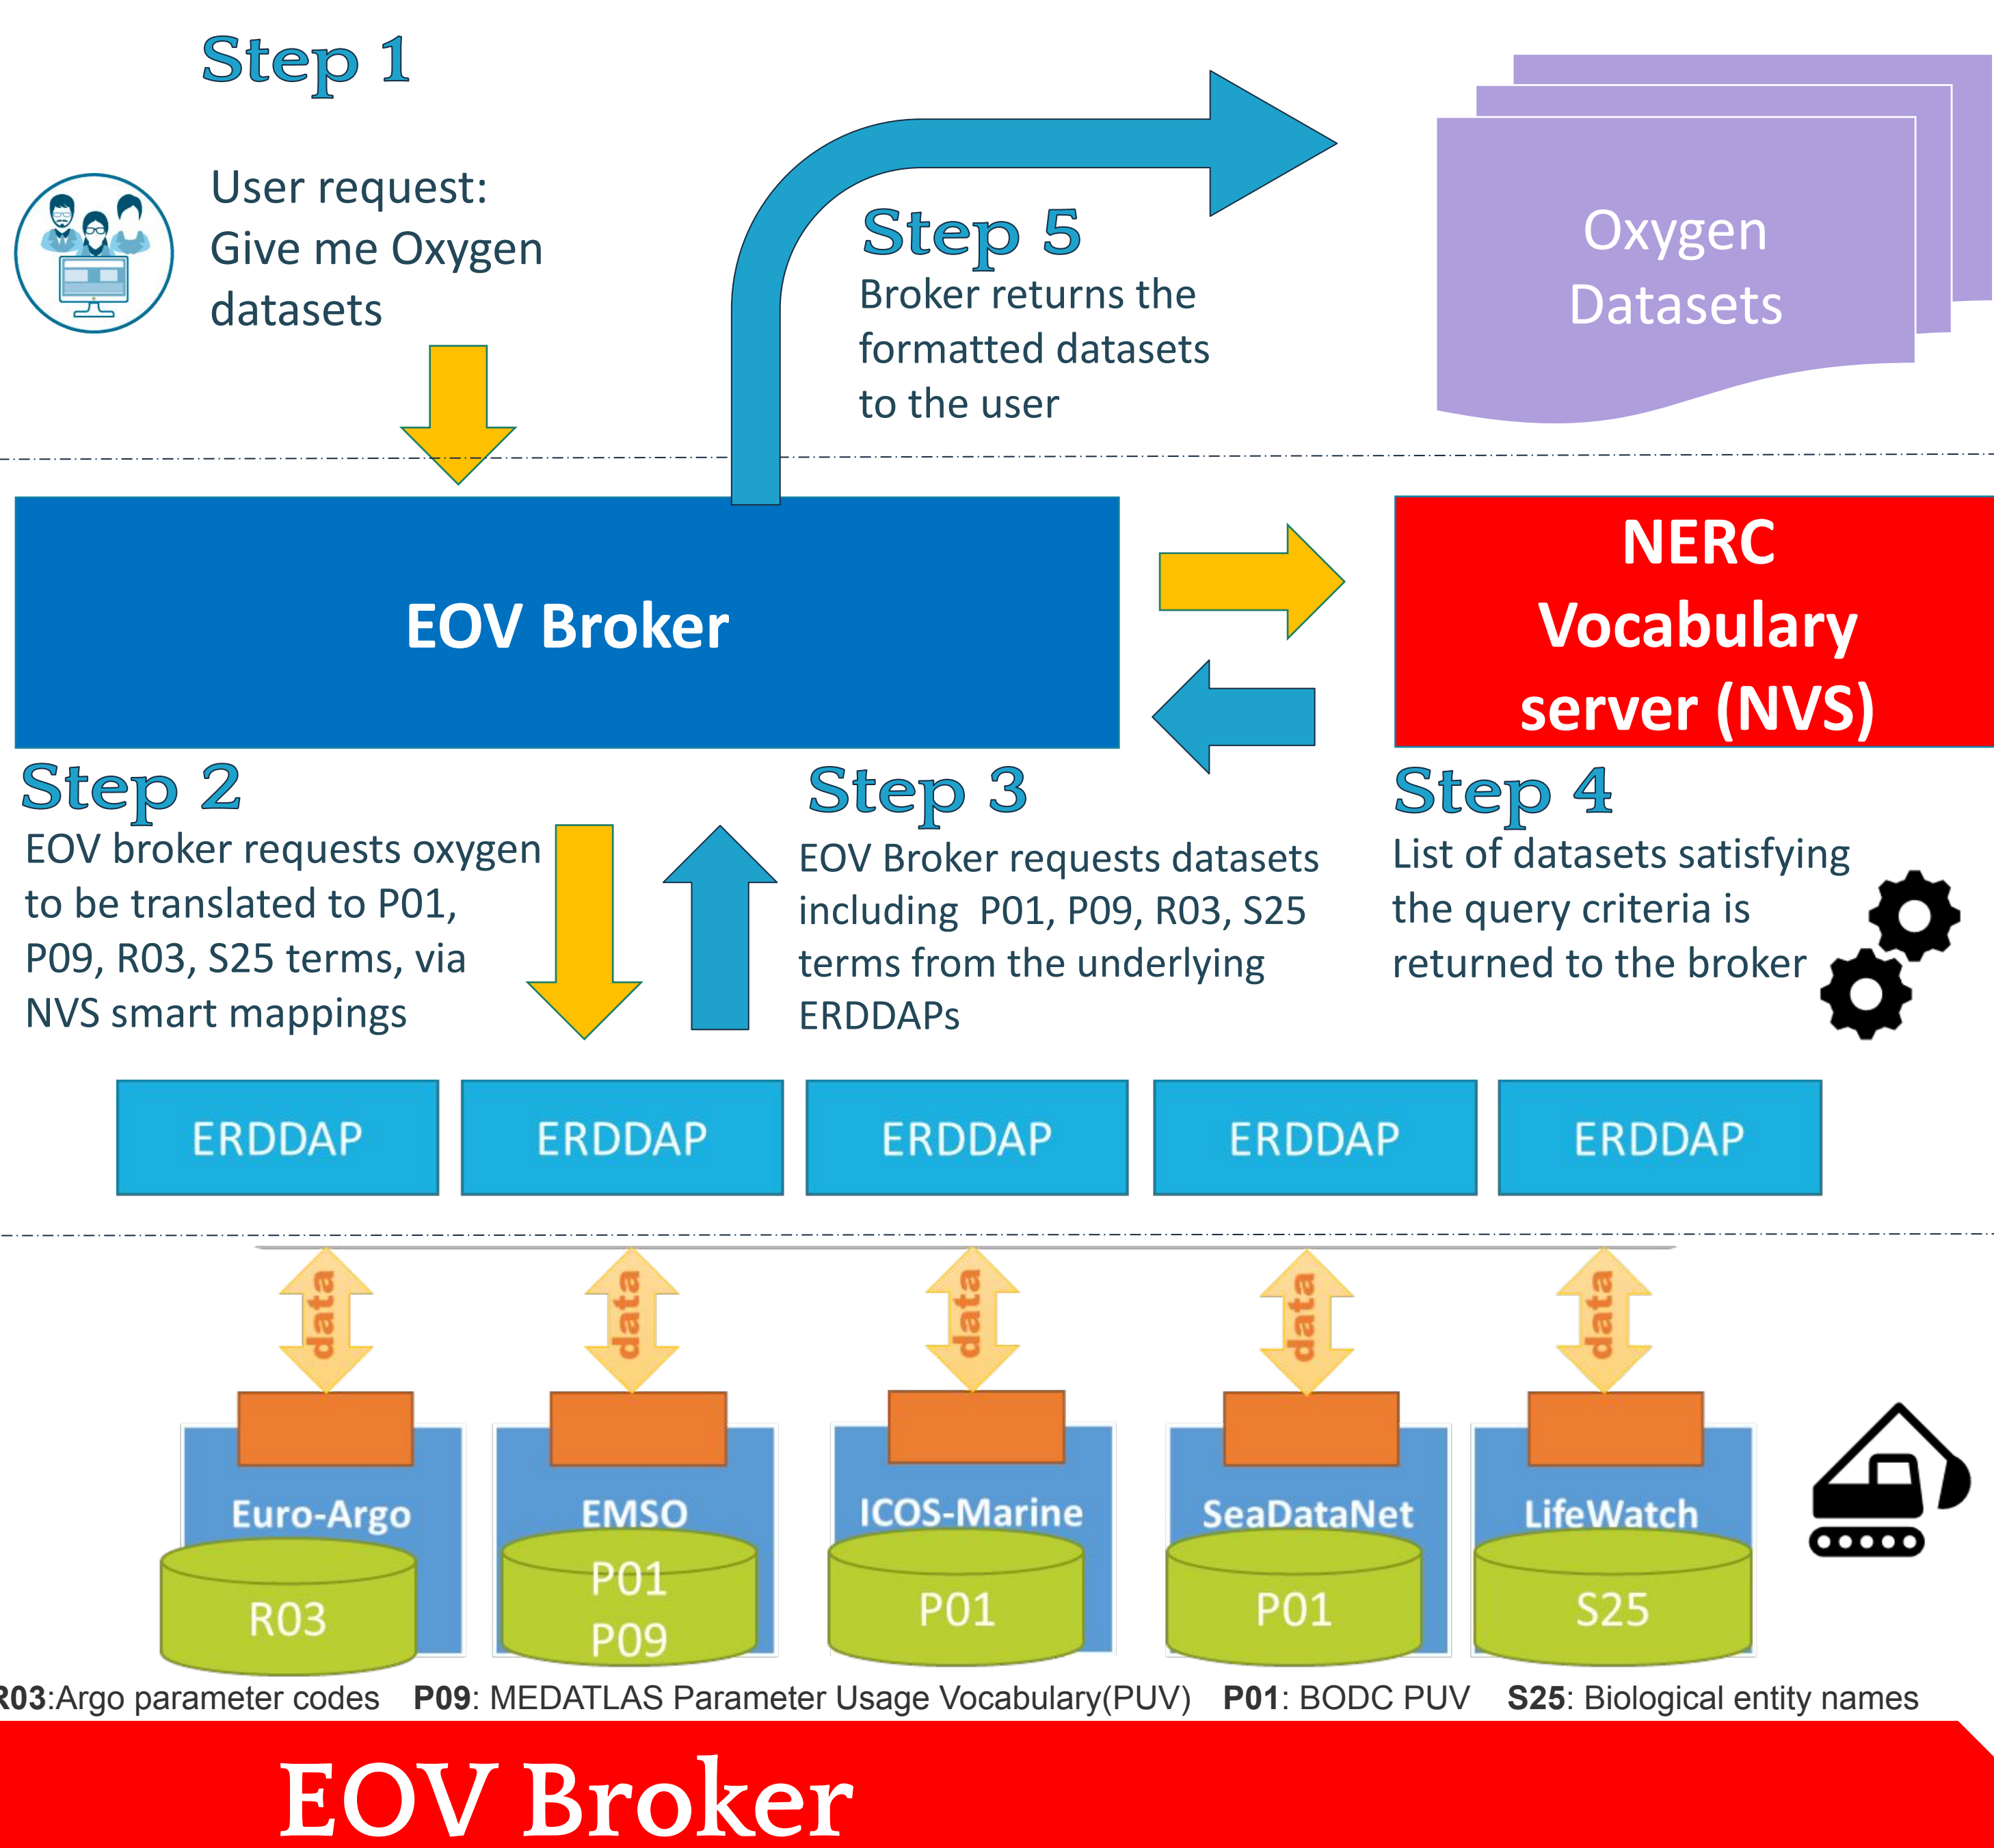 Step 1
User request:
Give me Oxygen
datasets
Step 5
Broker returns the
formatted datasets
to the user
Oxygen
Datasets
EOV Broker
NERC
Vocabulary
server (NVS)
Step 2
EOV broker requests oxygen
to be translated to P01,
P09, R03, S25 terms, via
NVS smart mappings
Step 3
EOV Broker requests datasets
including P01, P09, R03, S25
terms from the underlying
ERDDAPs
Step 4
List of datasets satisfying
the query criteria is
returned to the broker
ERDDAP
ERDDAP
ERDDAP
ERDDAP
ERDDAP
data
data
data
data
data
Euro-Argo
R03
EMSO
P01
P09
ICOS-Marine
P01
SeaDataNet
P01
LifeWatch
S25
R03:Argo parameter codes P09: MEDATLAS Parameter Usage Vocabulary(PUV) P01: BODC PUV S25: Biological entity names
EOV Broker